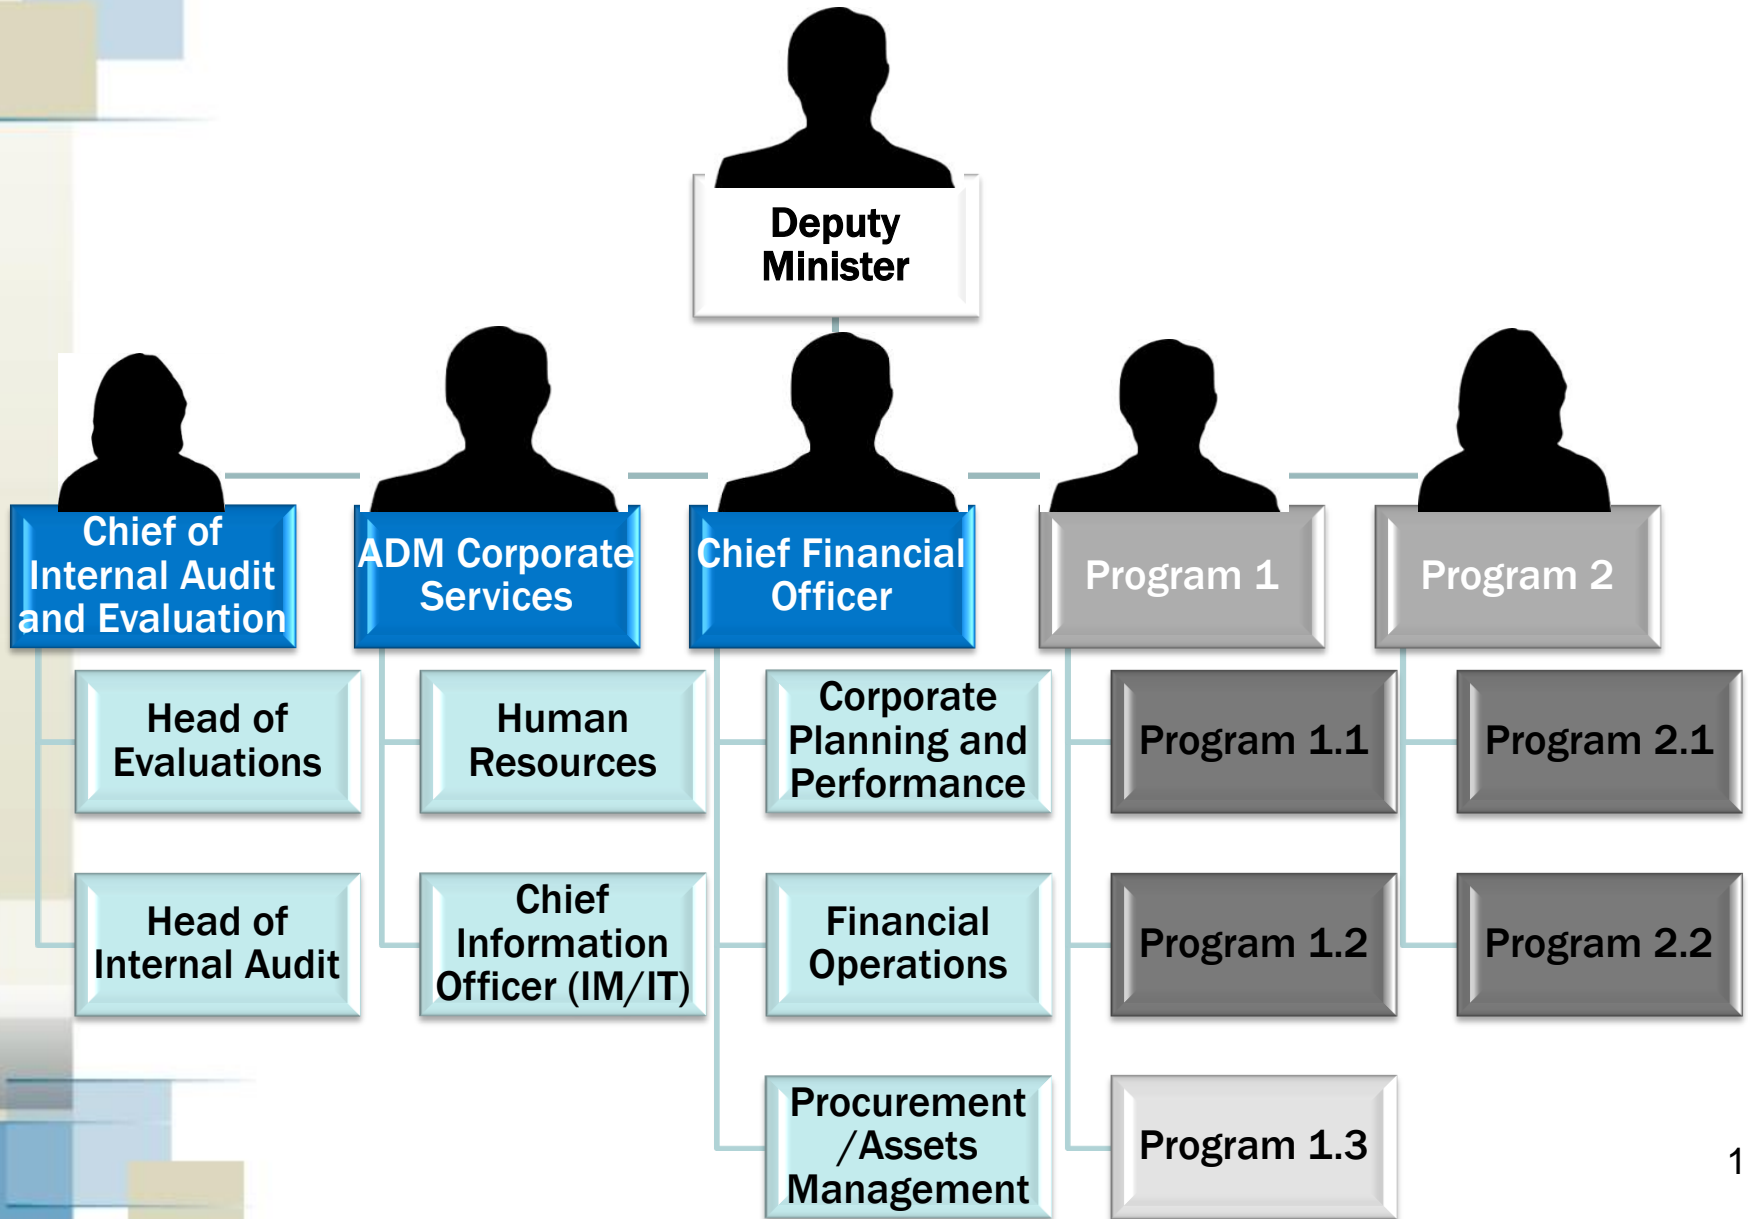 Deputy
Minister
Chief of
Internal Audit
and Evaluation
ADM Corporate
Services
Chief Financial
Officer
Program 1
Program 2
Head of
Evaluations
Human
Resources
Corporate
Planning and
Performance
Program 1.1
Program 2.1
Head of
Internal Audit
Chief
Information
Officer (IM/IT)
Financial
Operations
Program 1.2
Program 2.2
Procurement
/Assets
Management
Program 1.3
1